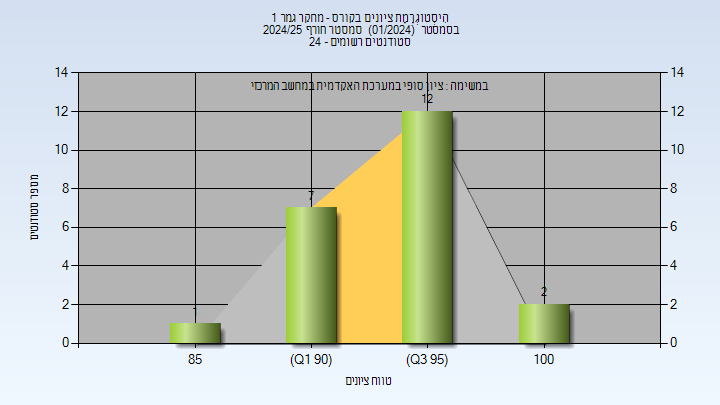 הִיסְטוֹגְרָמַת ציונים בקורס - מחקר גמר 1
בסמסטר (01/2024) סמסטר חורף 2024/25
סטודנטים רשומים - 24
במשימה : ציון סופי במערכת האקדמית במחשב המרכזי
מספר סטודנטים
14 14
12 12
10 10
8 8
6 6
4 4
2 2
0 0
1 7 12 2
85 (Q1 90) (Q3 95) 100
טווח ציונים